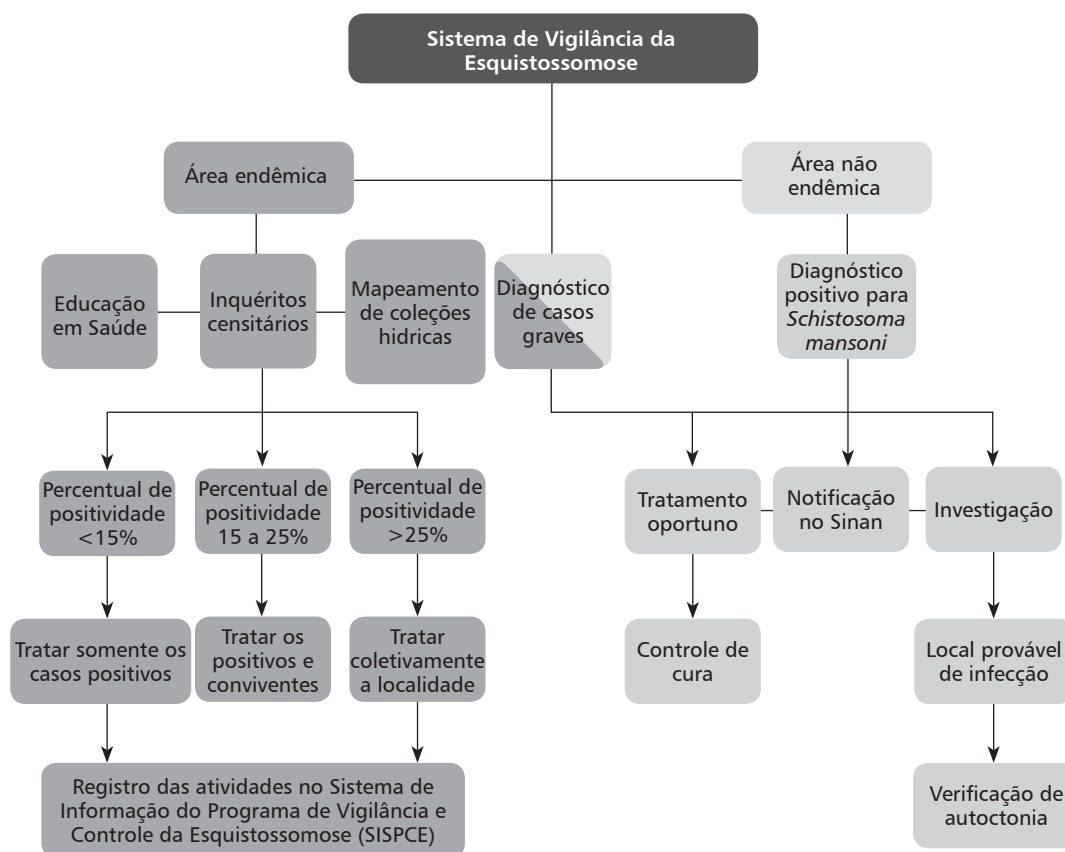 Sistema de Vigilância da
Esquistossomose
Área endêmica
Área não
endêmica
Educação
em Saúde
Inquéritos
censitários
Mapeamento
de coleções
hidricas
Diagnóstico
de casos
graves
Diagnóstico
positivo para
Schistosoma
mansoni
Percentual de
positividade
<15%
Percentual de
positividade
15 a 25%
Percentual de
positividade
>25%
Tratamento
oportuno
Notificação
no Sinan
Investigação
Tratar somente os
casos positivos
Tratar os
positivos e
conviventes
Tratar
coletivamente
a localidade
Controle de
cura
Local provável
de infecção
Registro das atividades no Sistema de
Informação do Programa de Vigilância e
Controle da Esquistossomose (SISPCE)
Verificação de
autoctonia